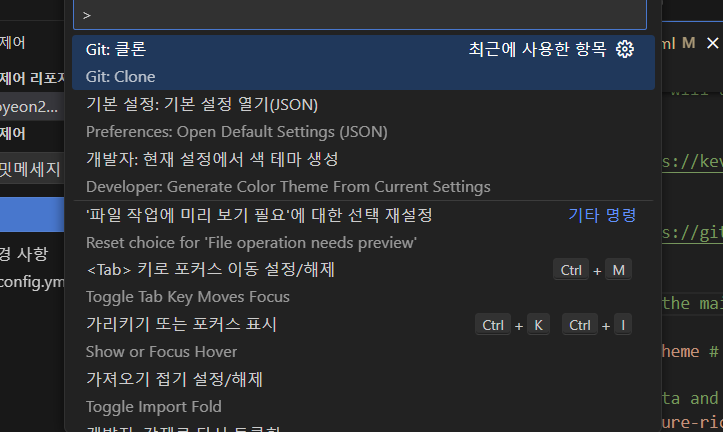 >
제어
Git: 클론 최근에 사용한 항목
ml M
Git: Clone
제어 리포지
기본 설정: 기본 설정 열기(JSON)
oyeon2...
Preferences: Open Default Settings (JSON)
제어
개발자: 현재 설정에서 색 테마 생성
s://kev
밋메세지
Developer: Generate Color Theme From Current Settings
'파일 작업에 미리 보기 필요'에 대한 선택 재설정 기타 명령
s://git
Reset choice for 'File operation needs preview'
경 사항
<Tab> 키로 포커스 이동 설정/해제 Ctrl + M
config.ym
Toggle Tab Key Moves Focus
the mai
가리키기 또는 포커스 표시 Ctrl + K Ctrl + I
Show or Focus Hover
heme #
가져오기 접기 설정/해제
ta and
Toggle Import Fold
ure-ric